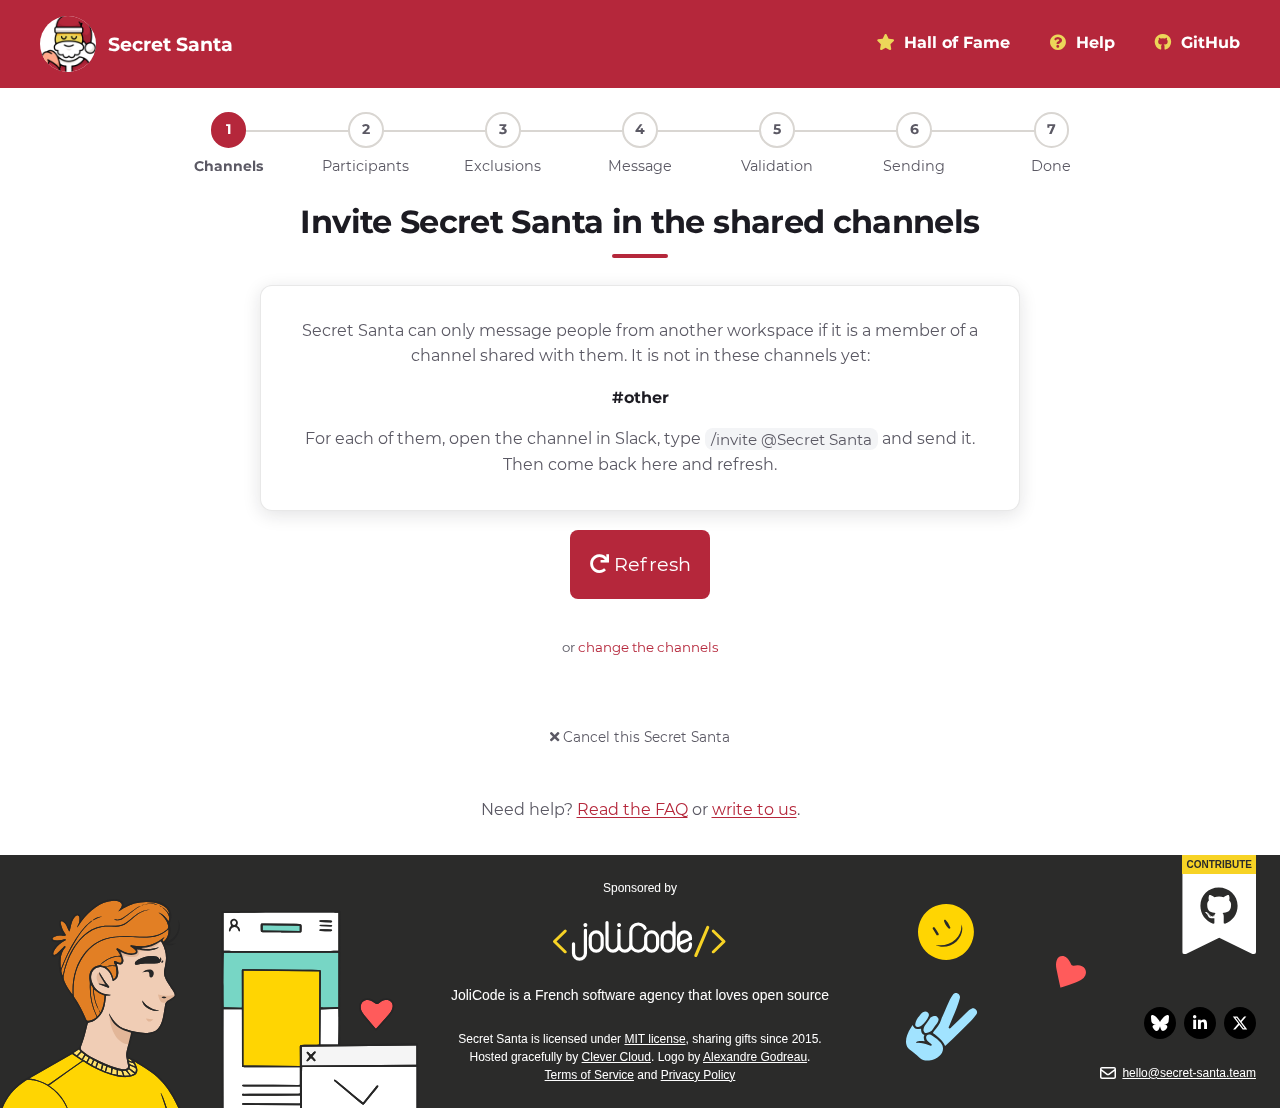 Secret Santa
Hall of Fame
Help
GitHub
1
2
3
4
5
6
7
Channels
Participants
Exclusions
Message
Validation
Sending
Done
Invite Secret Santa in the shared channels
Secret Santa can only message people from another workspace if it is a member of a
channel shared with them. It is not in these channels yet:
#other
For each of them, open the channel in Slack, type /invite @Secret Santa and send it.
Then come back here and refresh.
Refresh
or change the channels
Cancel this Secret Santa
Need help? Read the FAQ or write to us.
Sponsored by
<joliCode/>
JoliCode is a French software agency that loves open source
Secret Santa is licensed under MIT license, sharing gifts since 2015.
Hosted gracefully by Clever Cloud. Logo by Alexandre Godreau.
Terms of Service and Privacy Policy
CONTRIBUTE
hello@secret-santa.team